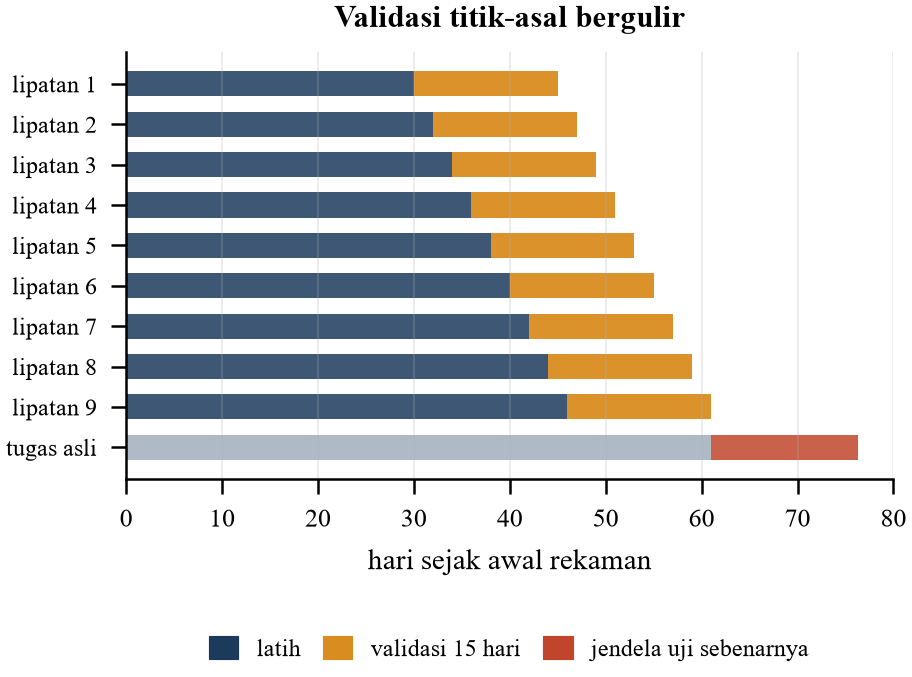 Validasi titik-asal bergulir
lipatan 1
lipatan 2
lipatan 3
lipatan 4
lipatan 5
lipatan 6
lipatan 7
lipatan 8
lipatan 9
tugas asli
0 10 20 30 40 50 60 70 80
hari sejak awal rekaman
latih validasi 15 hari jendela uji sebenarnya